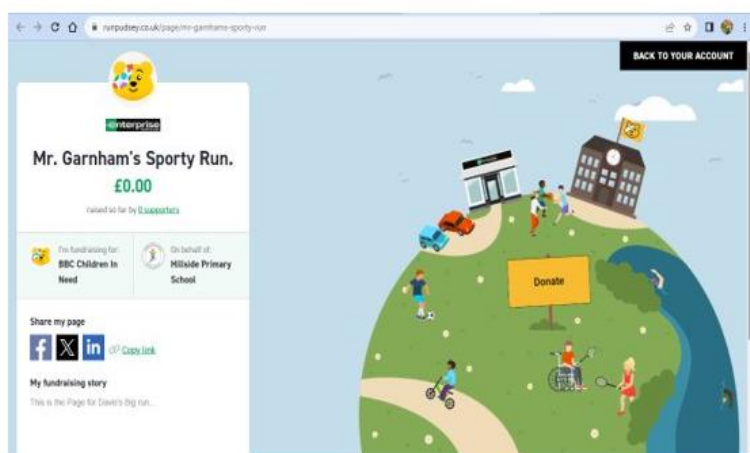 runpudsey.co.uk/page/mr-garnhams-sporty-run
BACK TO YOUR ACCOUNT
enterprise
Mr. Garnham's Sporty Run.
£0.00
raised so far by 0 supporters
I'm fundraising for:
BBC Children In
Need
On behalf of:
Hillside Primary
School
Share my page
Copy link
My fundraising story
This is the Page for Davie's Big run...
Donate